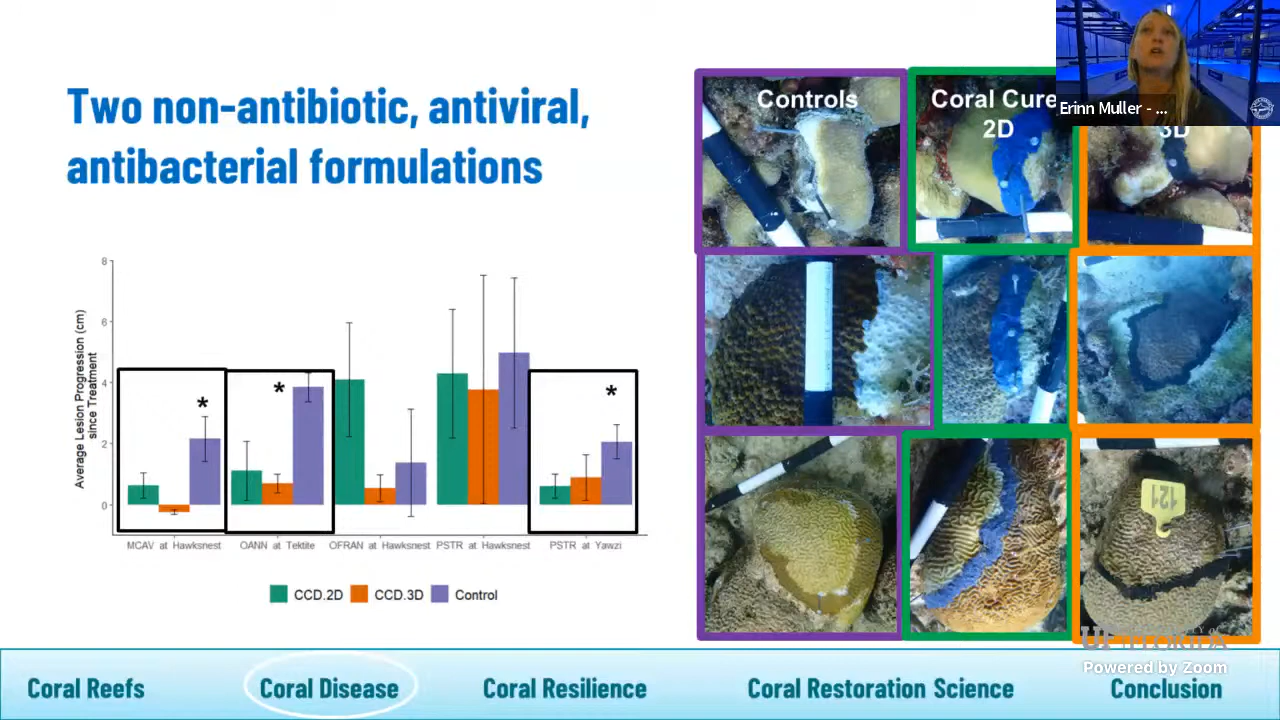 Two non-antibiotic, antiviral,
antibacterial formulations
Controls
Coral Cure
2D
3D
Erinn Muller - ...
Average Lesion Progression (cm)
since Treatment
8
6
4
2
0
*
*
*
MCAV at Hawksnest
OANN at Tektite
OFRAN at Hawksnest
PSTR at Hawksnest
PSTR at Yawzi
CCD.2D
CCD.3D
Control
121
Powered by Zoom
Coral Reefs
Coral Disease
Coral Resilience
Coral Restoration Science
Conclusion